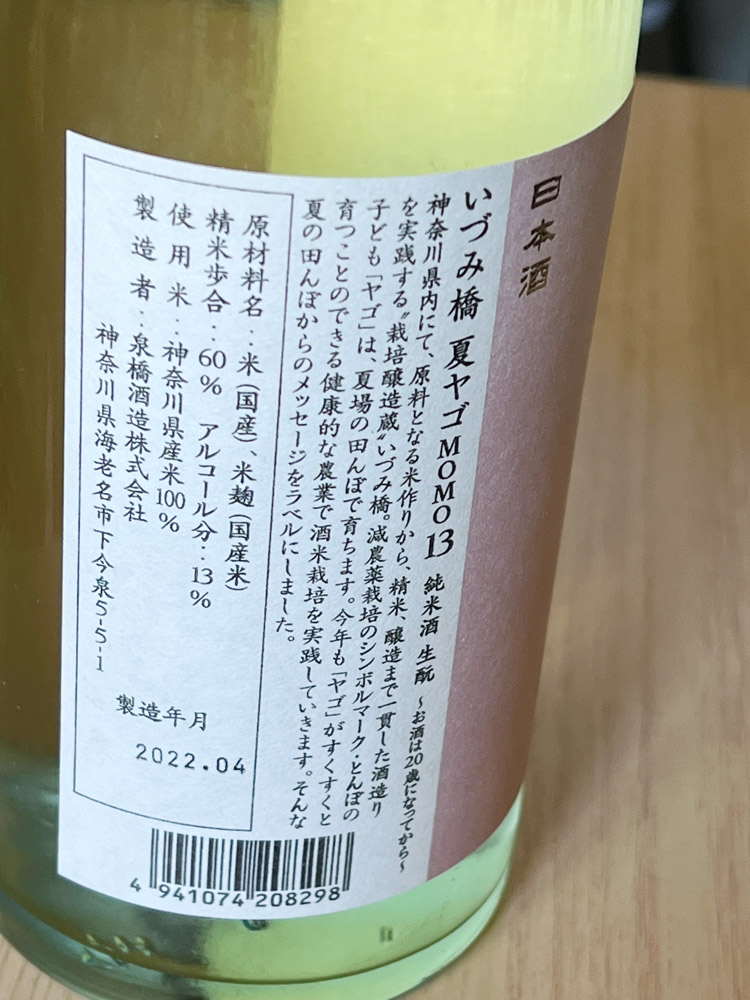 日本酒
いづみ橋 夏ヤゴMOMO13 純米酒 生酛 ～お酒は20歳になってから～
神奈川県内にて、原料となる米作りから、精米、醸造まで一貫した酒造り
を実践する〝栽培醸造蔵〟いづみ橋。減農薬栽培のシンボルマーク・とんぼの
子ども「ヤゴ」は、夏場の田んぼで育ちます。今年も「ヤゴ」がすくすくと
育つことのできる健康的な農業で酒米栽培を実践していきます。そんな
夏の田んぼからのメッセージをラベルにしました。
原材料名：米（国産）、米麹（国産米）
精米歩合：60% アルコール分：13%
使用米：神奈川県産米100%
製造者：泉橋酒造株式会社
神奈川県海老名市下今泉5-5-1
製造年月
2022.04
4 941074 208298